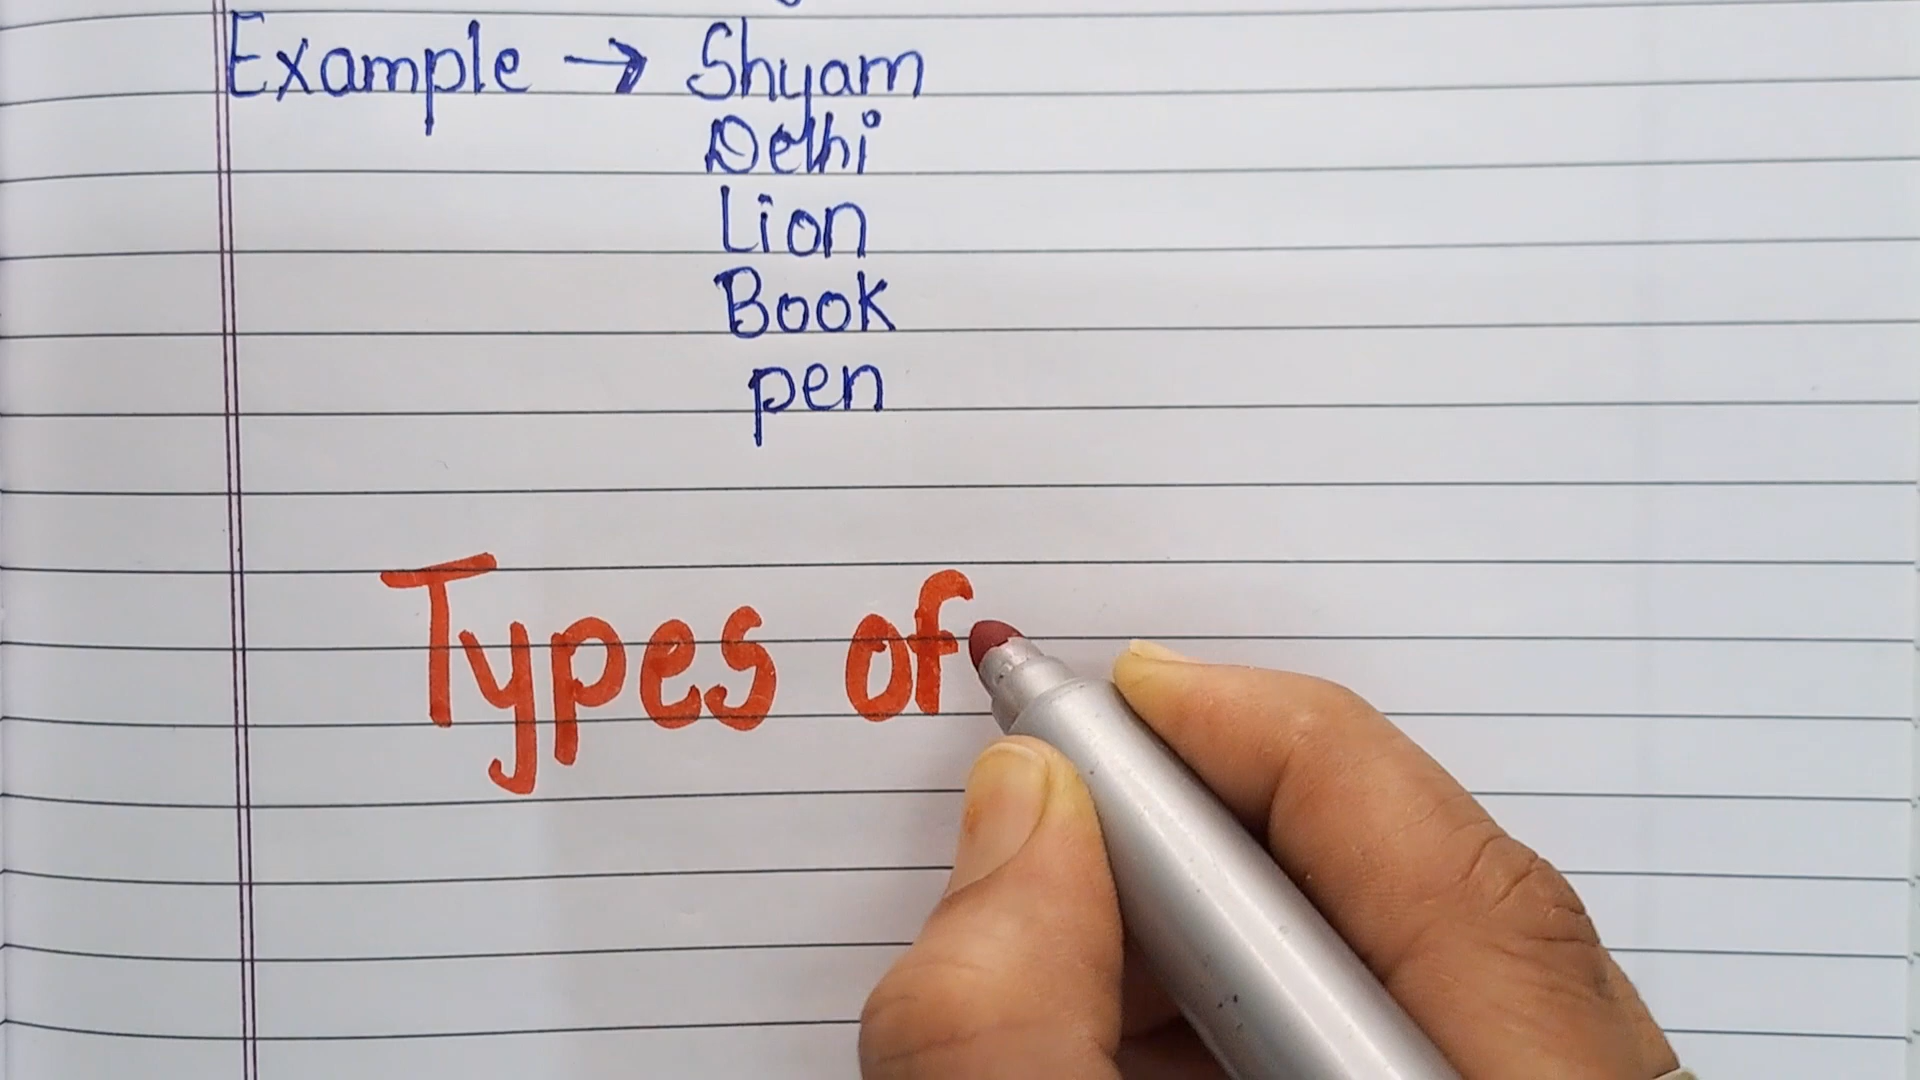 Example → Shyam
Delhi
Lion
Book
pen
Types of